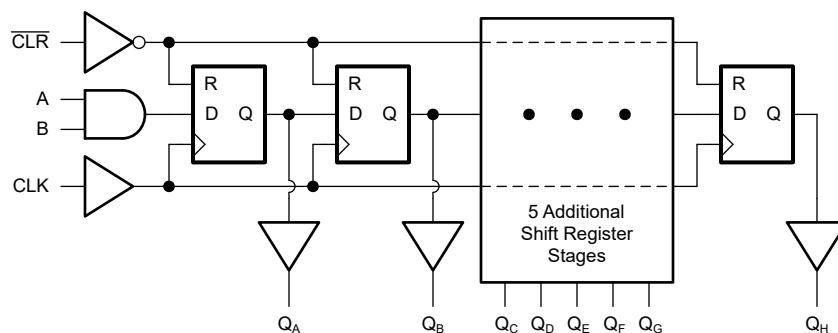 CLR
R
R
R
A
D
Q
D
Q
D
Q
B
CLK
5 Additional
Shift Register
Stages
QA
QB
QC
QD
QE
QF
QG
QH